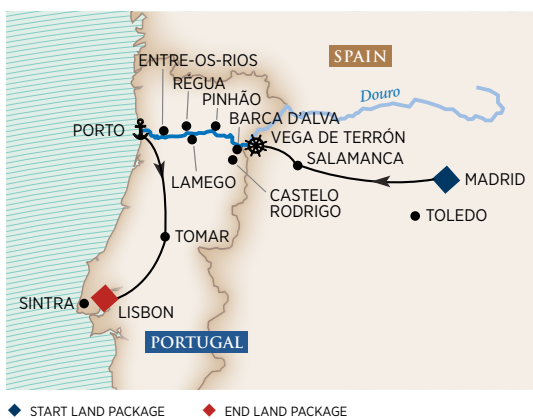 SPAIN
ENTRE-OS-RIOS
RÉGUA
PINHÃO
Douro
BARCA D'ALVA
PORTO
VEGA DE TERRÓN
SALAMANCA
LAMEGO
MADRID
CASTELO
RODRIGO
TOLEDO
TOMAR
SINTRA
LISBON
PORTUGAL
START LAND PACKAGE
END LAND PACKAGE